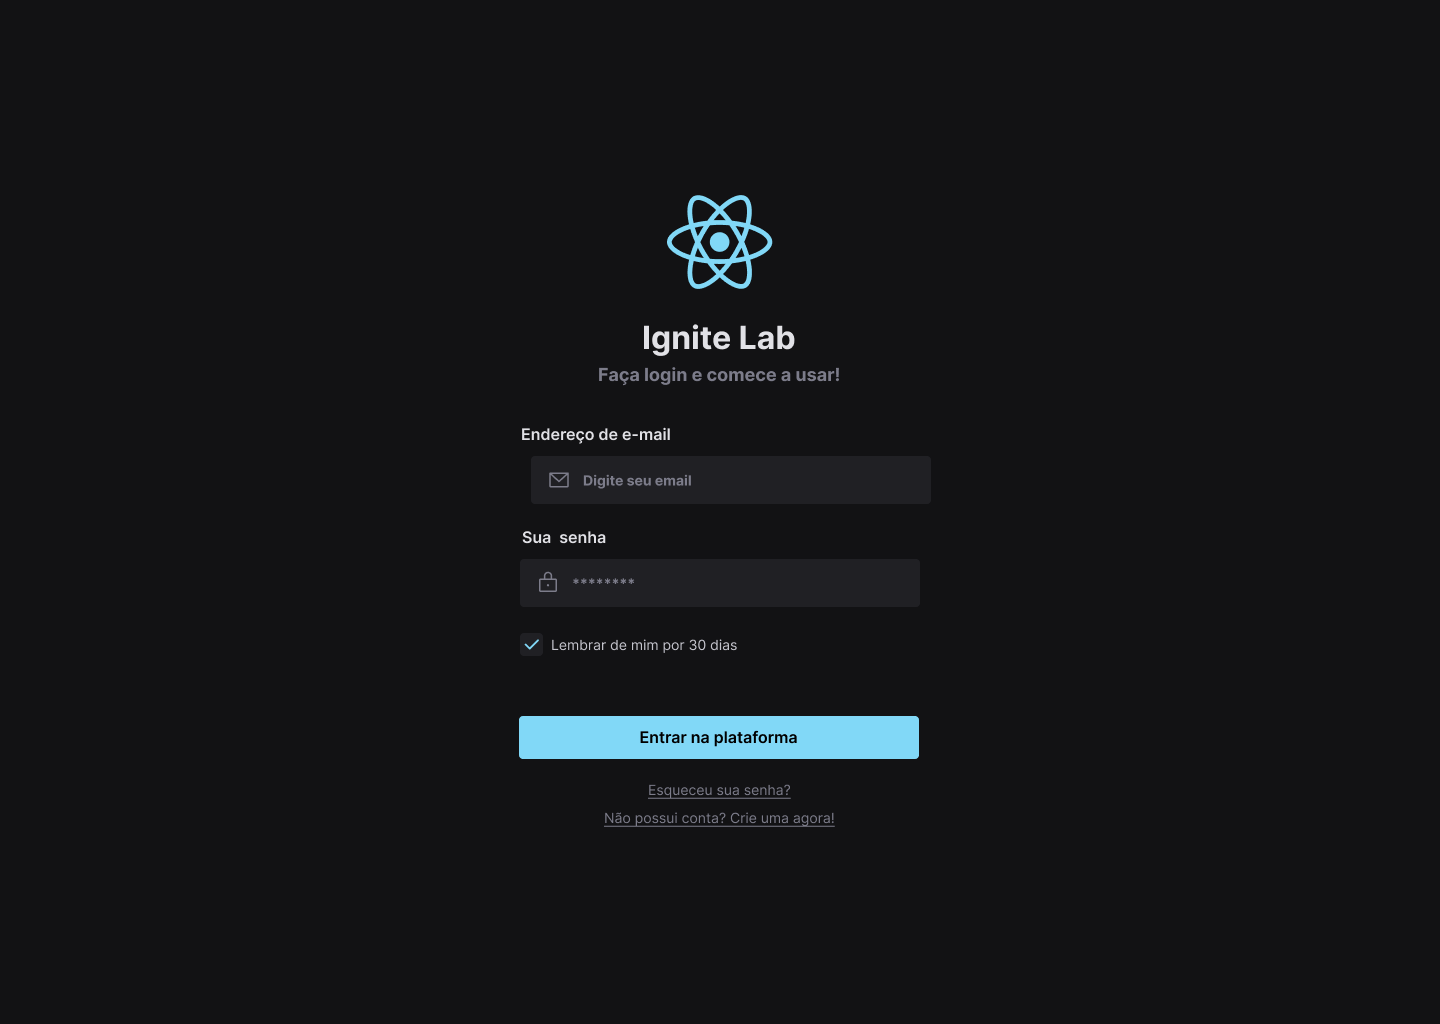 Ignite Lab
Faça login e comece a usar!
Endereço de e-mail
Digite seu email
Sua  senha
********
Lembrar de mim por 30 dias
Entrar na plataforma
Esqueceu sua senha?
Não possui conta? Crie uma agora!